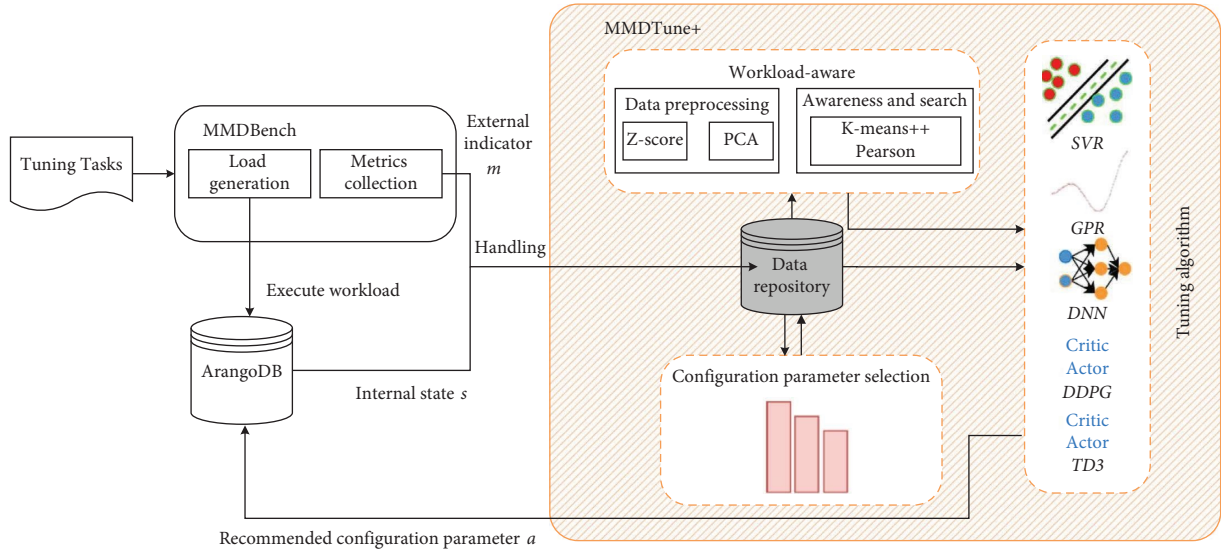 MMDTune+
Workload-aware
Data preprocessing
Z-score
PCA
Awareness and search
K-means++
Pearson
MMDBench
Load
generation
Metrics
collection
External
indicator
m
Tuning Tasks
Handling
Execute workload
ArangoDB
Internal state s
Data
repository
Configuration parameter selection
SVR
GPR
DNN
Critic
Actor
DDPG
Critic
Actor
TD3
Tuning algorithm
Recommended configuration parameter a